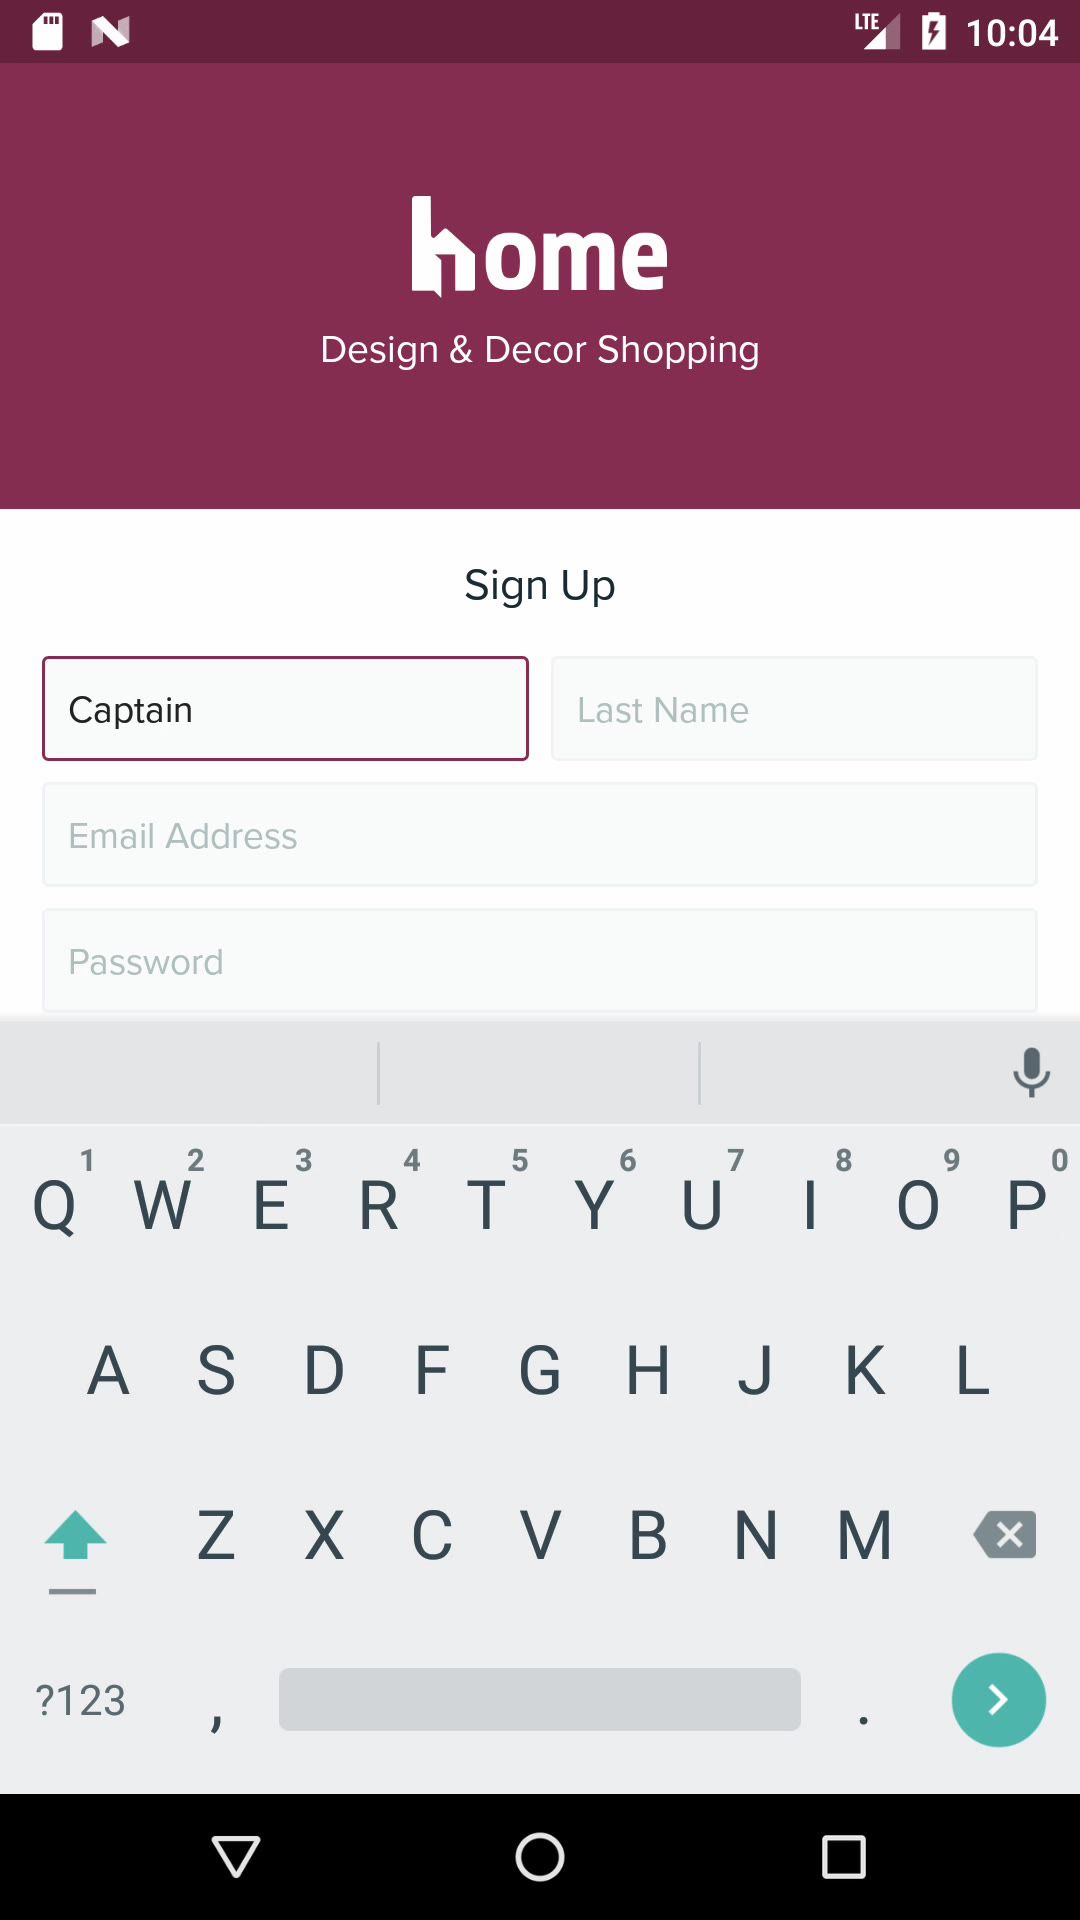 LTE 10:04
home
Design & Decor Shopping
Sign Up
Captain Last Name
Email Address
Password
1 2 3 4 5 6 7 8 9 0
Q W E R T Y U I O P
A S D F G H J K L
Z X C V B N M
?123 , .